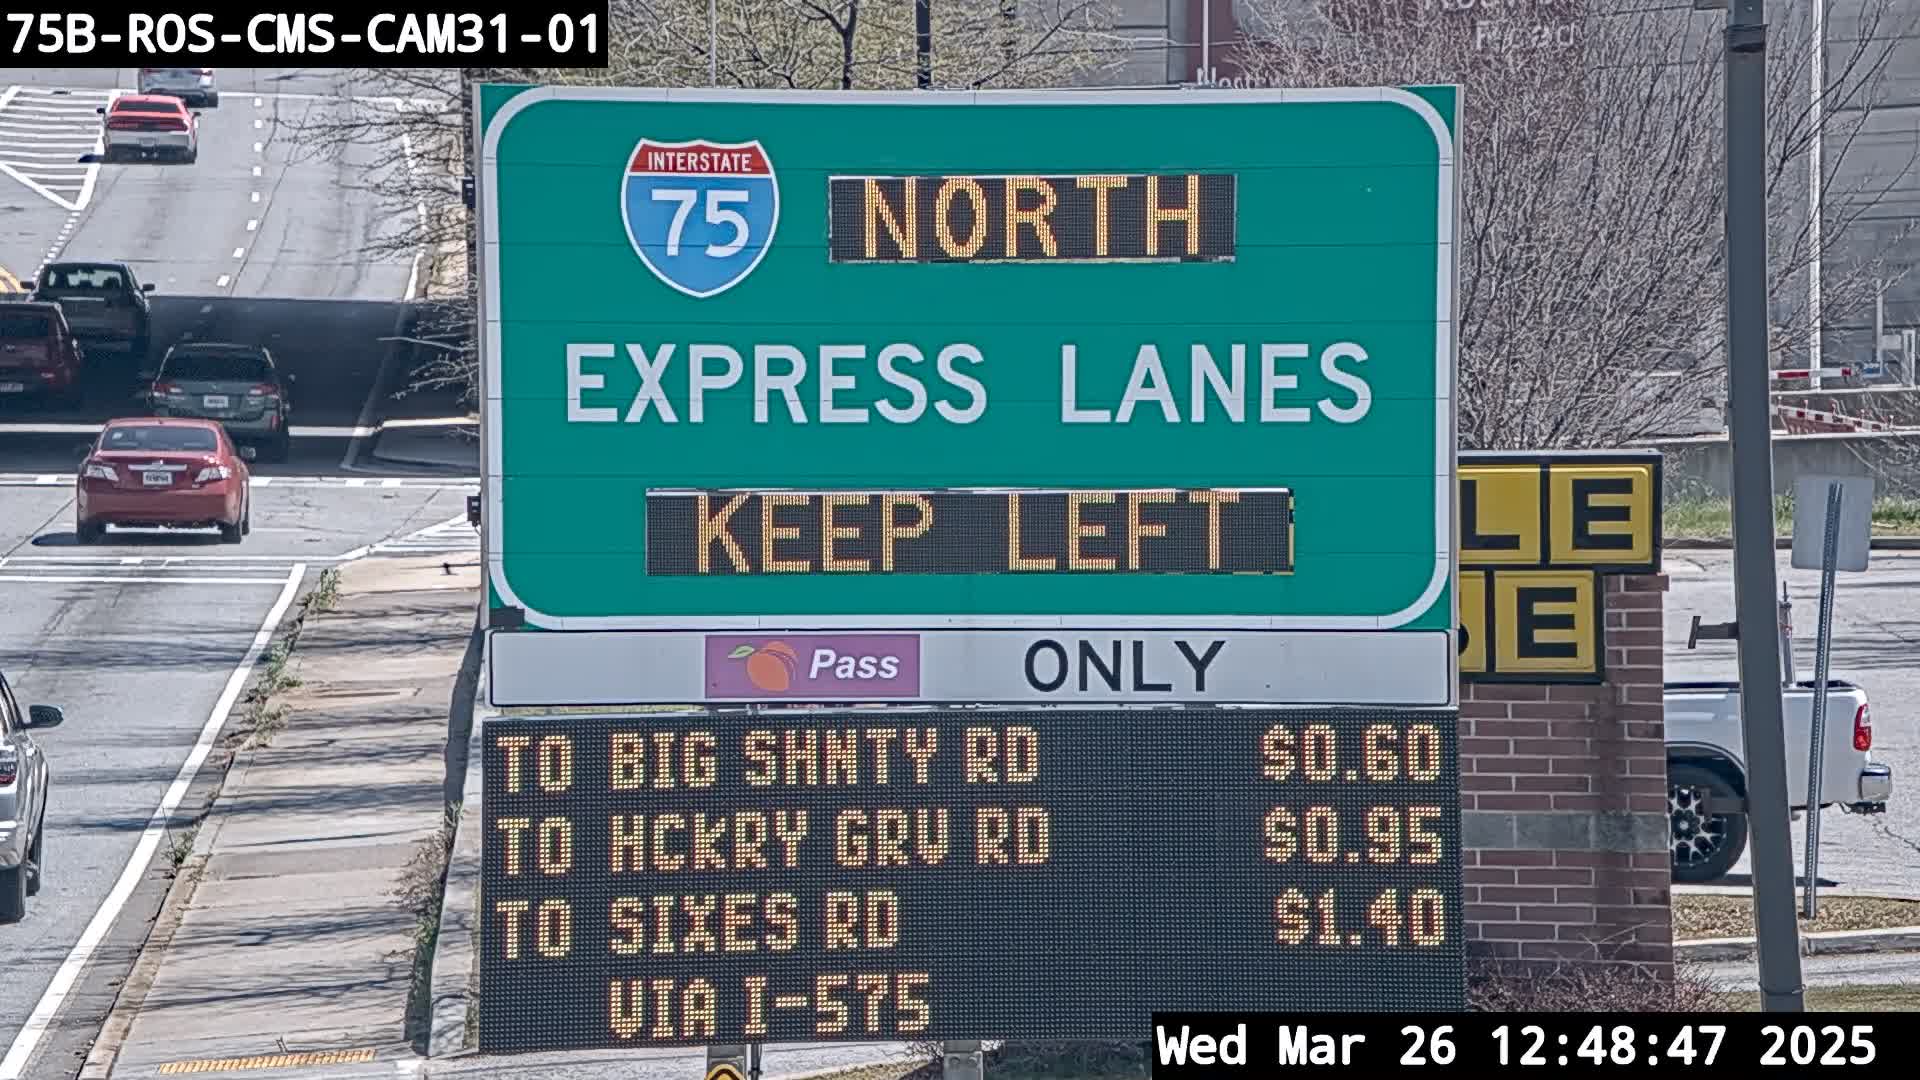 75B-ROS-CMS-CAM31-01
INTERSTATE
75
NORTH
EXPRESS LANES
KEEP LEFT
Pass ONLY
TO BIG SHNTY RD $0.60
TO HCKRY GRV RD $0.95
TO SIXES RD $1.40
VIA I-575
LE
E
Wed Mar 26 12:48:47 2025